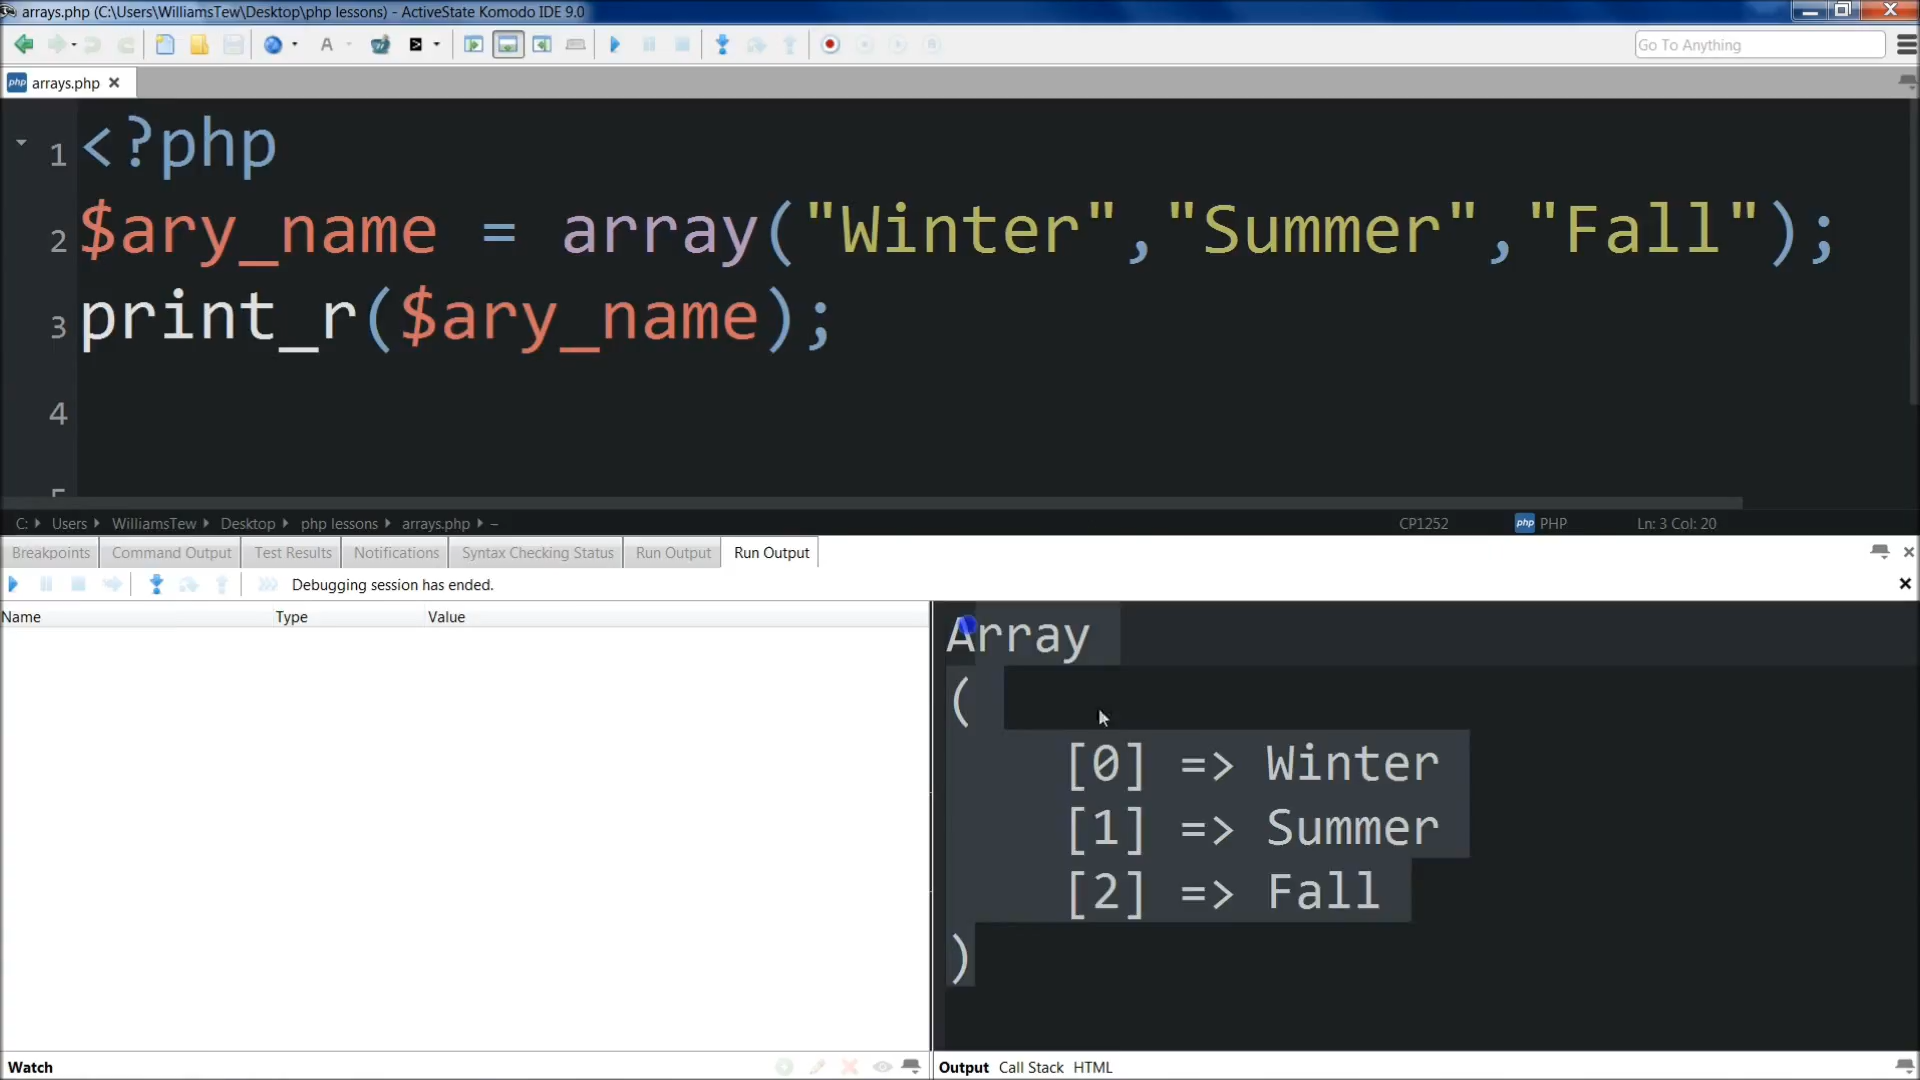 arrays.php (C:\Users\WilliamsTew\Desktop\php lessons) - ActiveState Komodo IDE 9.0
Go To Anything
php arrays.php
1 <?php
2 $ary_name = array("Winter","Summer","Fall");
3 print_r($ary_name);
4
5
C: Users WilliamsTew Desktop php lessons arrays.php – CP1252 php PHP Ln: 3 Col: 20
Breakpoints Command Output Test Results Notifications Syntax Checking Status Run Output Run Output
Debugging session has ended.
Name Type Value
Array
(
[0] => Winter
[1] => Summer
[2] => Fall
)
Watch Output Call Stack HTML